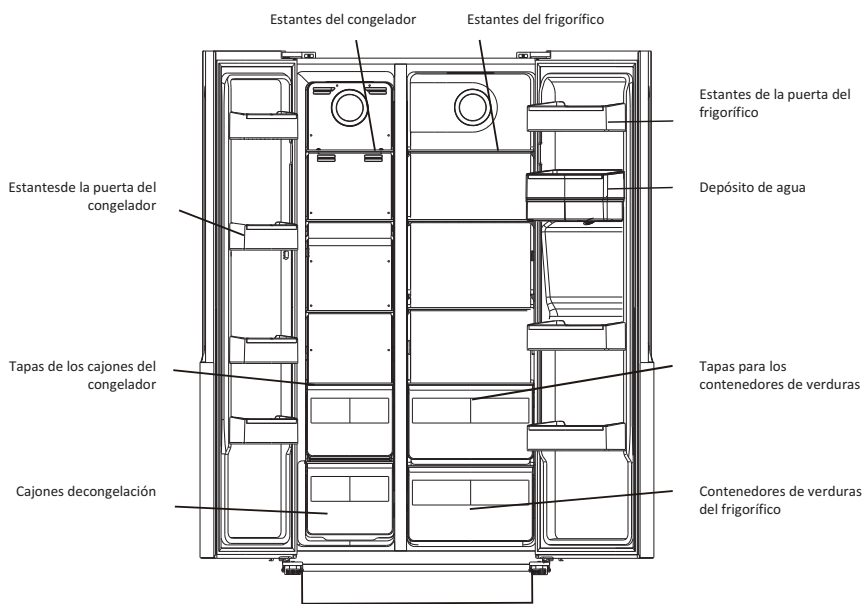 Estantes del congelador
Estantes del frigorífico
Estantes de la puerta del
frigorífico
Estantesde la puerta del
congelador
Depósito de agua
Tapas de los cajones del
congelador
Tapas para los
contenedores de verduras
Cajones decongelación
Contenedores de verduras
del frigorífico